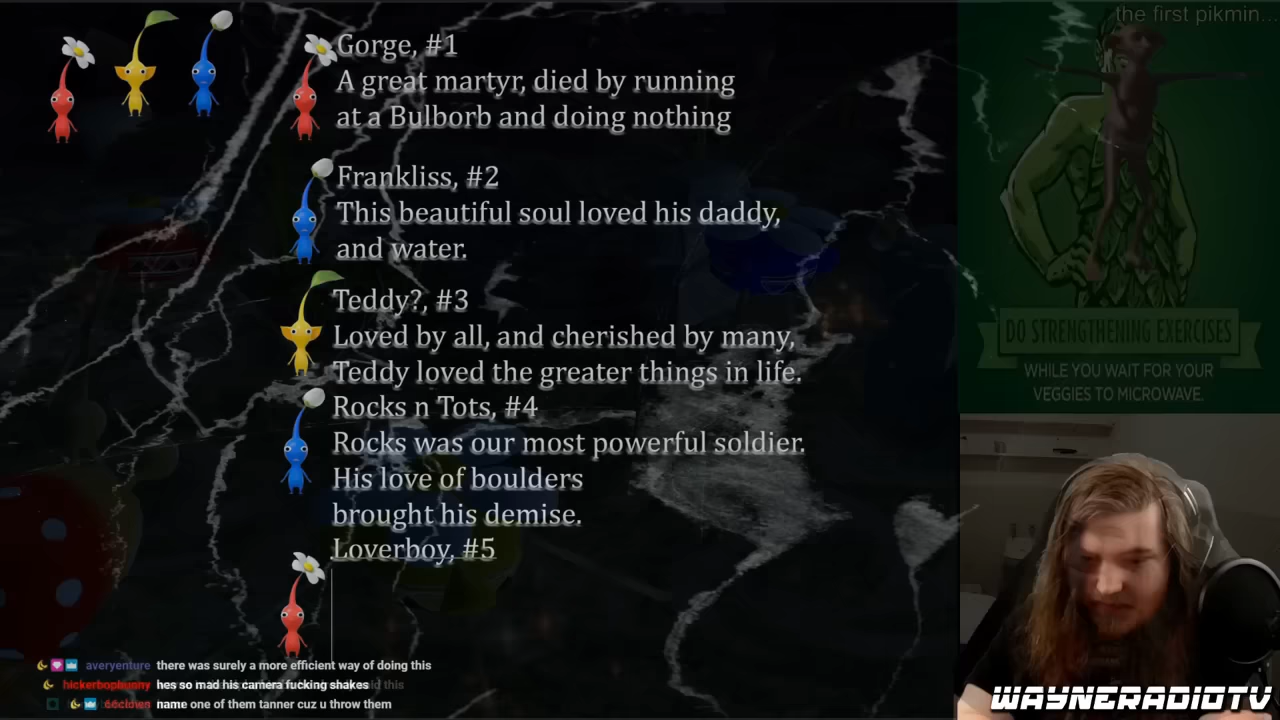 the first pikmin...
Gorge, #1
A great martyr, died by running
at a Bulborb and doing nothing
Frankliss, #2
This beautiful soul loved his daddy,
and water.
Teddy?, #3
Loved by all, and cherished by many,
Teddy loved the greater things in life.
Rocks n Tots, #4
Rocks was our most powerful soldier.
His love of boulders
brought his demise.
Loverboy, #5
DO STRENGTHENING EXERCISES
WHILE YOU WAIT FOR YOUR
VEGGIES TO MICROWAVE.
averyenture there was surely a more efficient way of doing this
hickerbopbunny hes so mad his camera fucking shakes
name one of them tanner cuz u throw them
WAYNERADIOTV